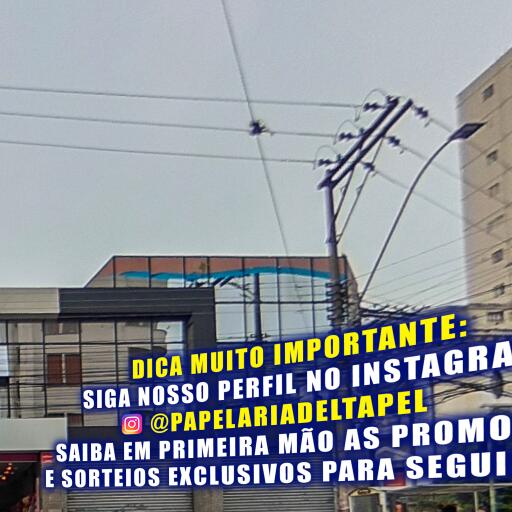 DICA MUITO IMPORTANTE:
SIGA NOSSO PERFIL NO INSTAGRA
@PAPELARIADELTAPEL
SAIBA EM PRIMEIRA MÃO AS PROMO
E SORTEIOS EXCLUSIVOS PARA SEGUI